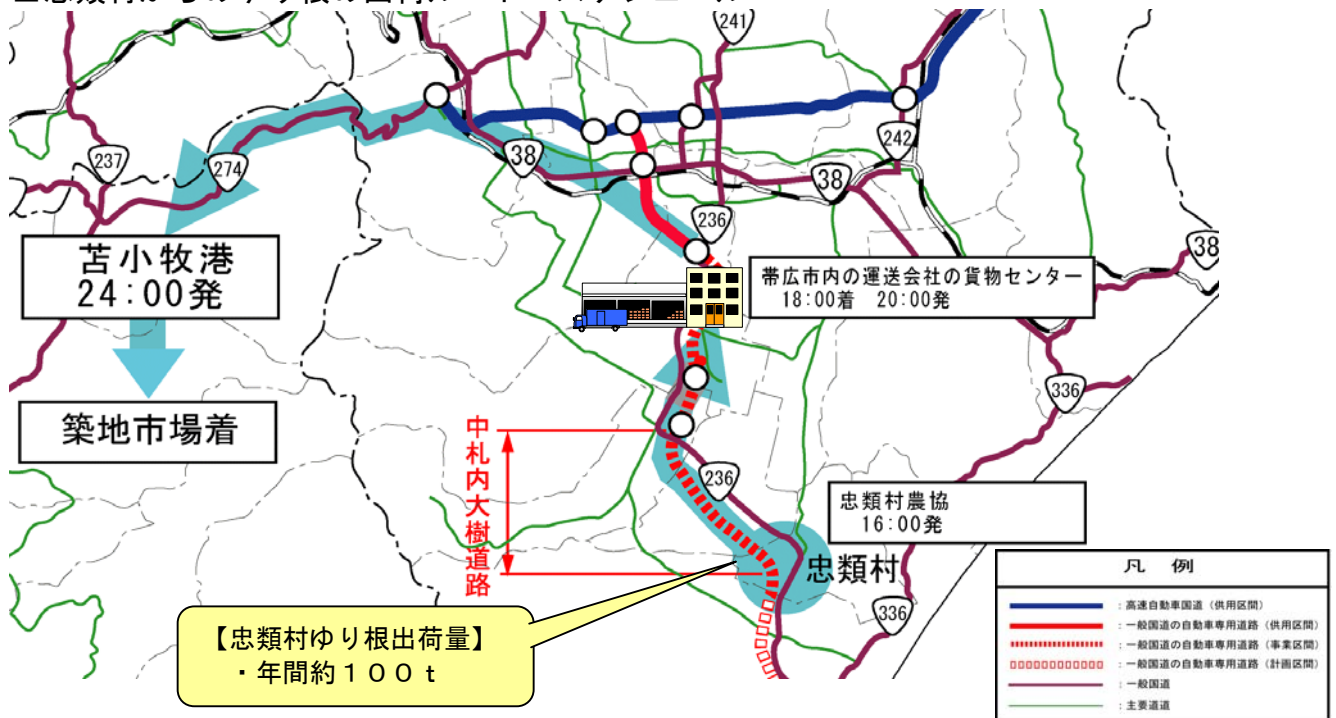 241
237
274
38
242
38
236
38
苫小牧港
24:00発
帯広市内の運送会社の貨物センター
18:00着 20:00発
築地市場着
336
中札内大樹道路
236
忠類村農協
16:00発
忠類村
336
【忠類村ゆり根出荷量】
・年間約100t
凡 例
:高速自動車国道(供用区間)
:一般国道の自動車専用道路(供用区間)
:一般国道の自動車専用道路(事業区間)
:一般国道の自動車専用道路(計画区間)
:一般国道
:主要道道